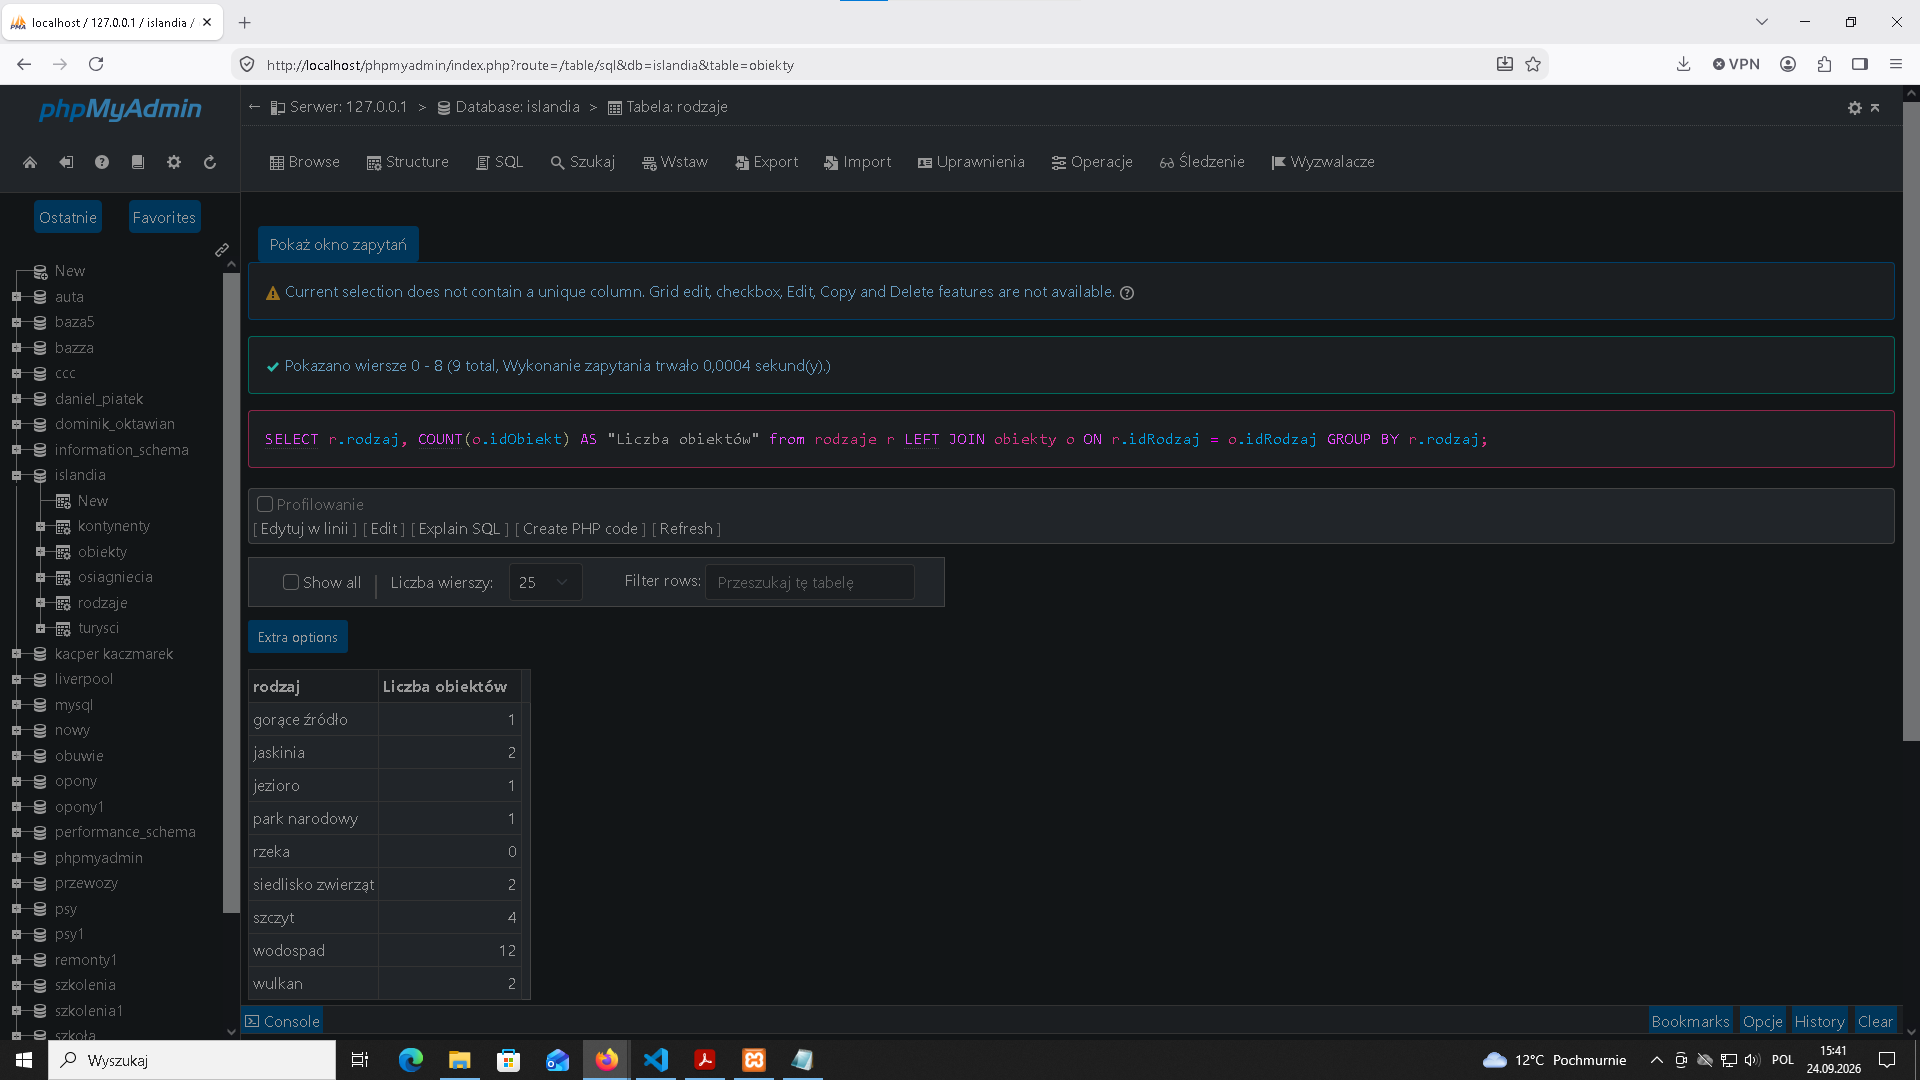 localhost / 127.0.0.1 / islandia /
http://localhost/phpmyadmin/index.php?route=/table/sql&db=islandia&table=obiekty
VPN
phpMyAdmin
Serwer: 127.0.0.1 > Database: islandia > Tabela: rodzaje
Browse Structure SQL Szukaj Wstaw Export Import Uprawnienia Operacje Śledzenie Wyzwalacze
Ostatnie Favorites
New
auta
baza5
bazza
ccc
daniel_piatek
dominik_oktawian
information_schema
islandia
New
kontynenty
obiekty
osiagniecia
rodzaje
turysci
kacper kaczmarek
liverpool
mysql
nowy
obuwie
opony
opony1
performance_schema
phpmyadmin
przewozy
psy
psy1
remonty1
szkolenia
szkolenia1
szkoła
Pokaż okno zapytań
Current selection does not contain a unique column. Grid edit, checkbox, Edit, Copy and Delete features are not available.
Pokazano wiersze 0 - 8 (9 total, Wykonanie zapytania trwało 0,0004 sekund(y).)
SELECT r.rodzaj, COUNT(o.idObiekt) AS "Liczba obiektów" from rodzaje r LEFT JOIN obiekty o ON r.idRodzaj = o.idRodzaj GROUP BY r.rodzaj;
Profilowanie
[ Edytuj w linii ] [ Edit ] [ Explain SQL ] [ Create PHP code ] [ Refresh ]
Show all | Liczba wierszy: 25 Filter rows: Przeszukaj tę tabelę
Extra options
rodzaj Liczba obiektów
gorące źródło 1
jaskinia 2
jezioro 1
park narodowy 1
rzeka 0
siedlisko zwierząt 2
szczyt 4
wodospad 12
wulkan 2
Console
Bookmarks Opcje History Clear
Wyszukaj
12°C Pochmurnie
POL
15:41
24.09.2026